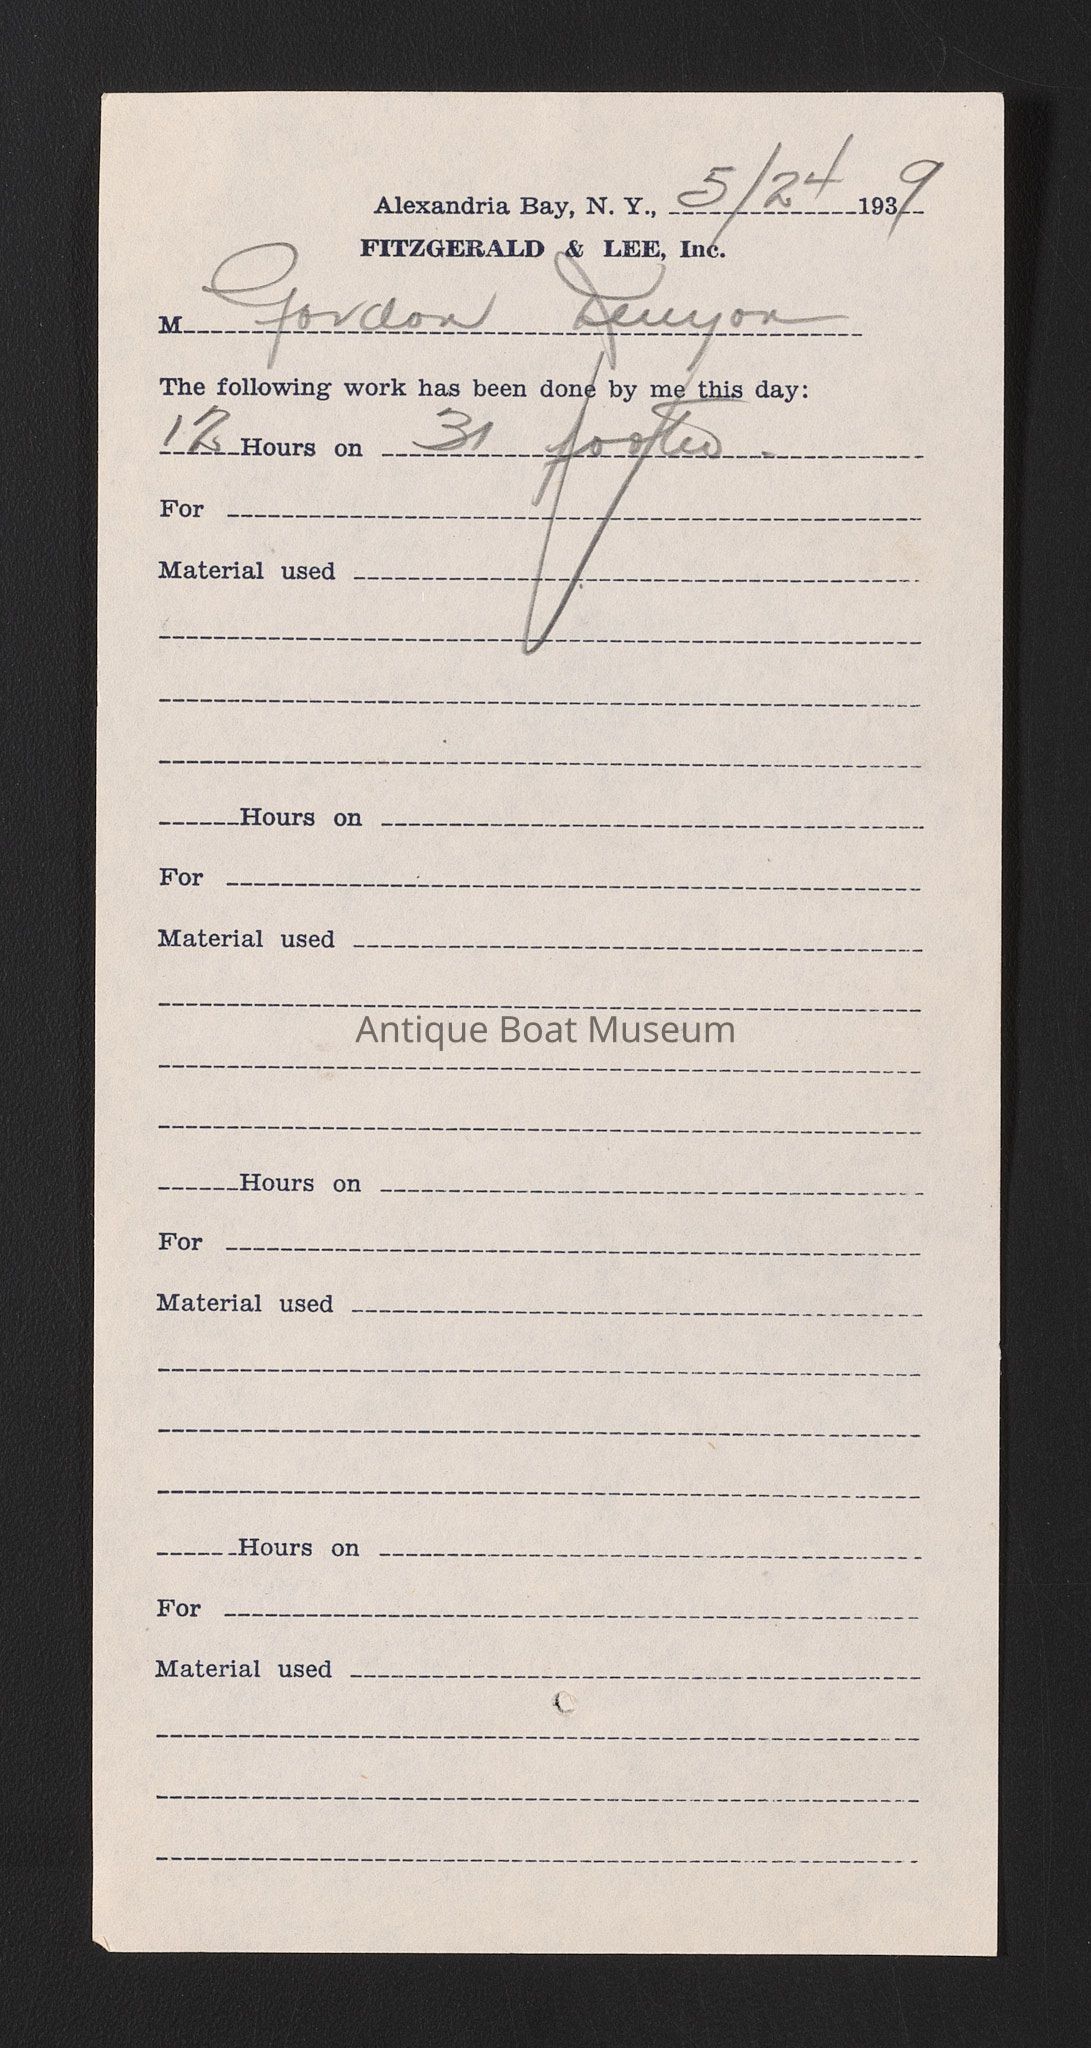 Alexandria Bay, N. Y., 5/24 1939
FITZGERALD & LEE, Inc.
M Gordon Kenyon
The following work has been done by me this day:
12 Hours on 31 footer.
For
Material used
Hours on
For
Material used
Antique Boat Museum
Hours on
For
Material used
Hours on
For
Material used